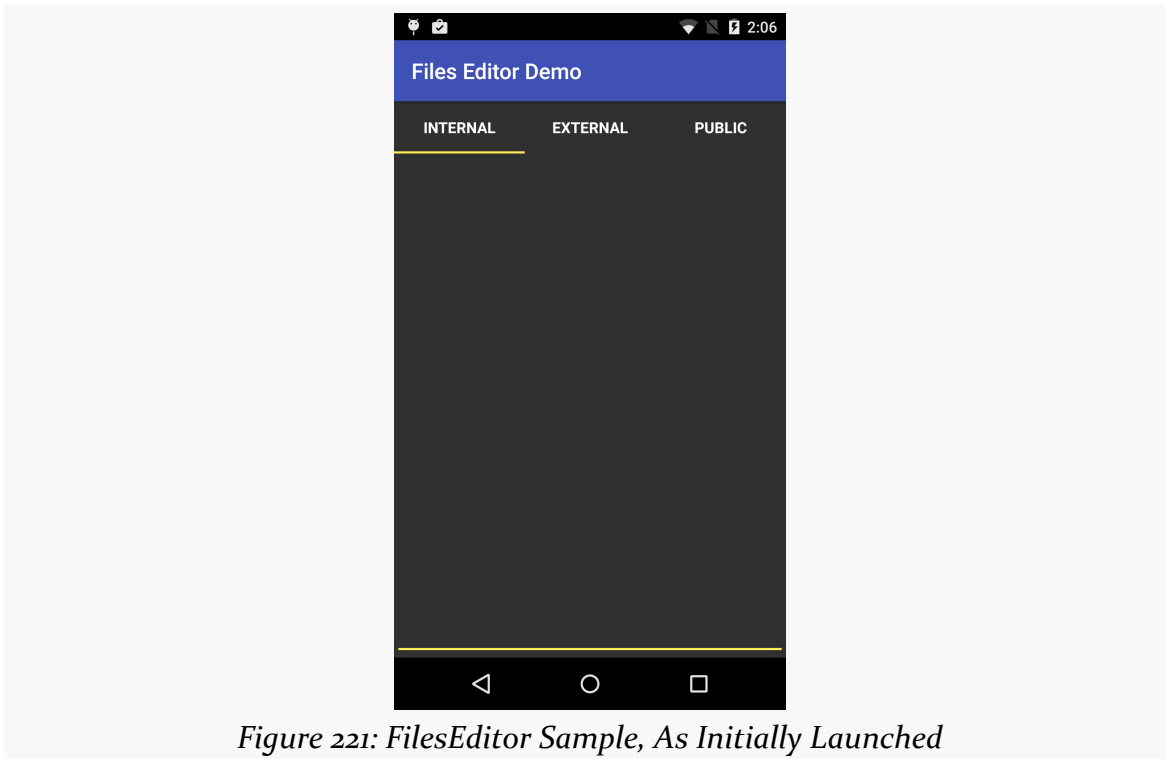 2:06
Files Editor Demo
INTERNAL EXTERNAL PUBLIC
Figure 221: FilesEditor Sample, As Initially Launched